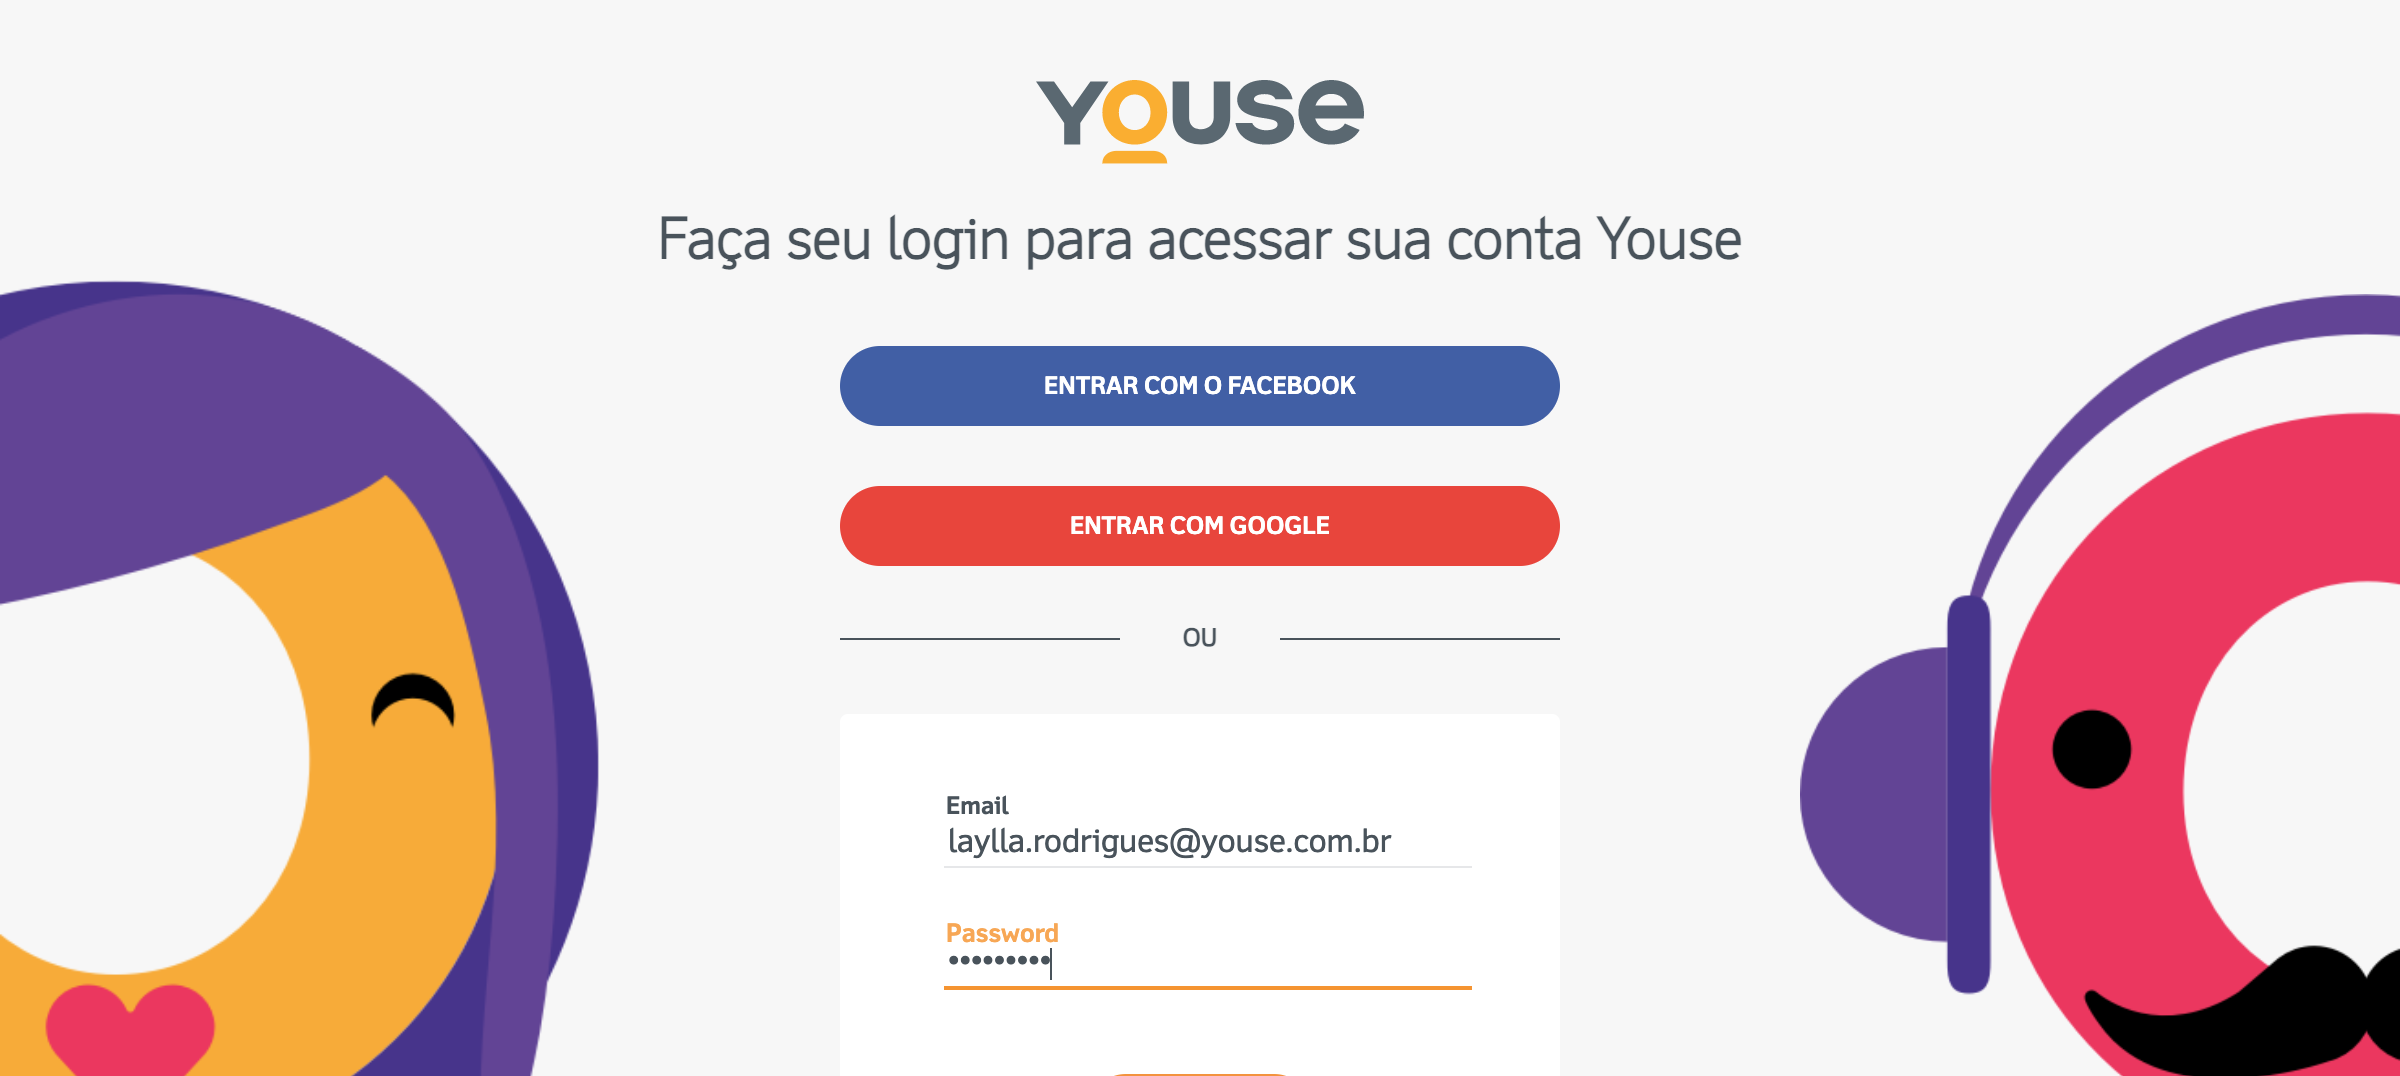 Youse
Faça seu login para acessar sua conta Youse
ENTRAR COM O FACEBOOK
ENTRAR COM GOOGLE
OU
Email
laylla.rodrigues@youse.com.br
Password
•••••••••